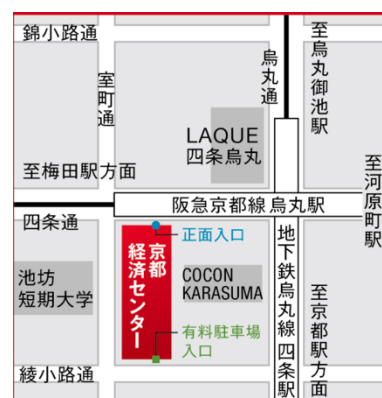 錦小路通
室町通
烏丸通
至烏丸御池駅
LAQUE
四条烏丸
至梅田駅方面
至河原町駅
阪急京都線 烏丸駅
四条通
正面入口
京都
経済センター
池坊
短期大学
COCON
KARASUMA
地下鉄烏丸線 四条駅
有料駐車場
入口
至京都駅方面
綾小路通